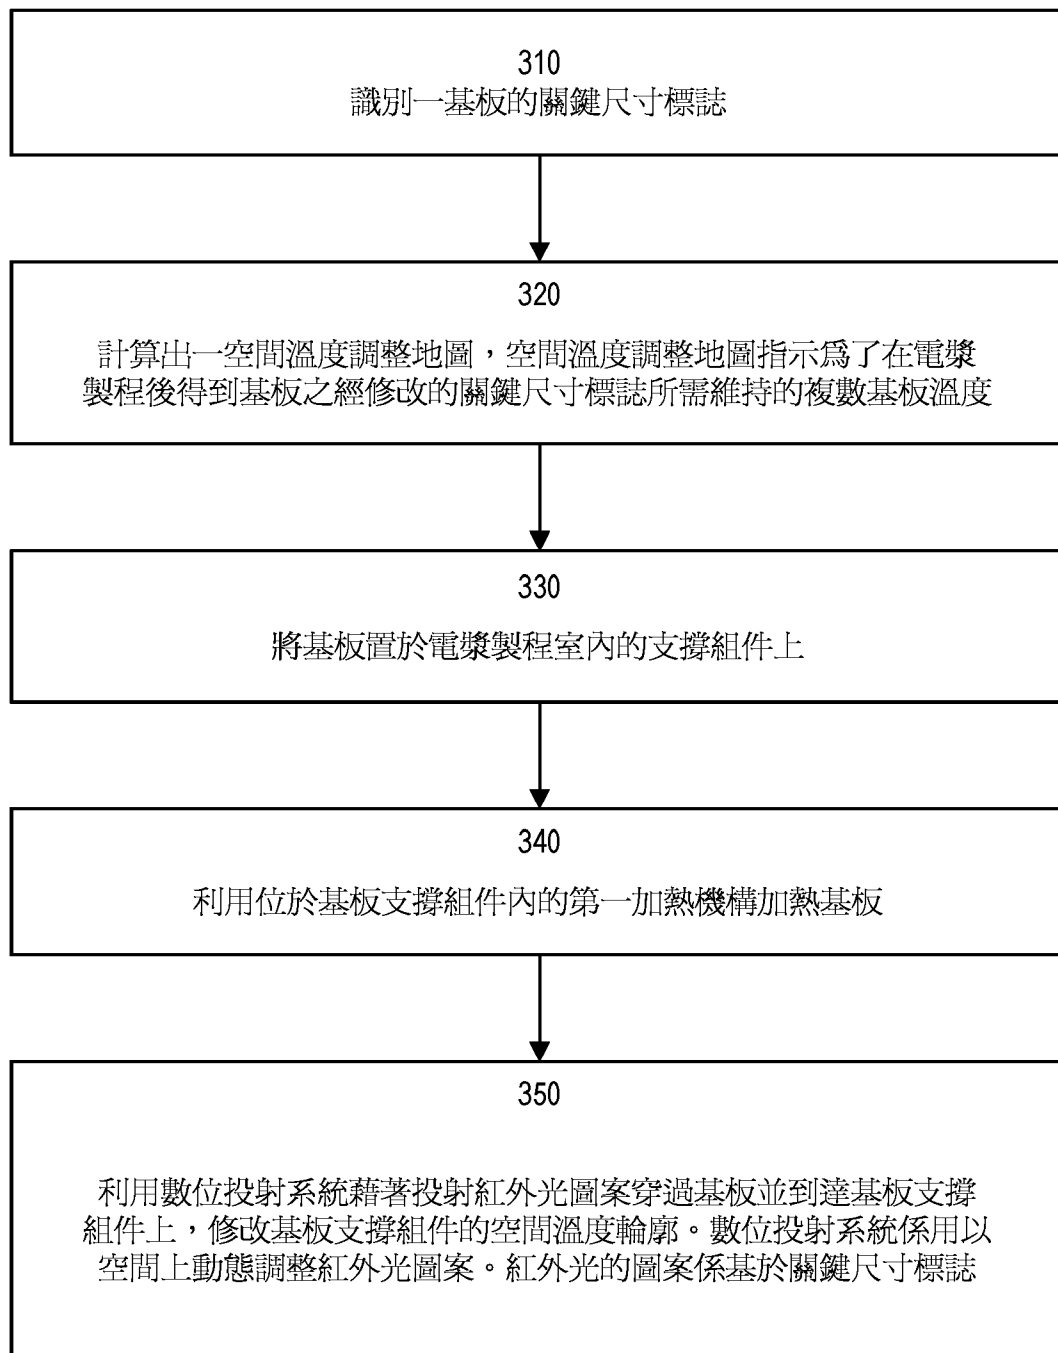 310
識別一基板的關鍵尺寸標誌
320
計算出一空間溫度調整地圖，空間溫度調整地圖指示爲了在電漿
製程後得到基板之經修改的關鍵尺寸標誌所需維持的複數基板溫度
330
將基板置於電漿製程室內的支撐組件上
340
利用位於基板支撐組件內的第一加熱機構加熱基板
350
利用數位投射系統藉著投射紅外光圖案穿過基板並到達基板支撐
組件上，修改基板支撐組件的空間溫度輪廓。數位投射系統係用以
空間上動態調整紅外光圖案。紅外光的圖案係基於關鍵尺寸標誌